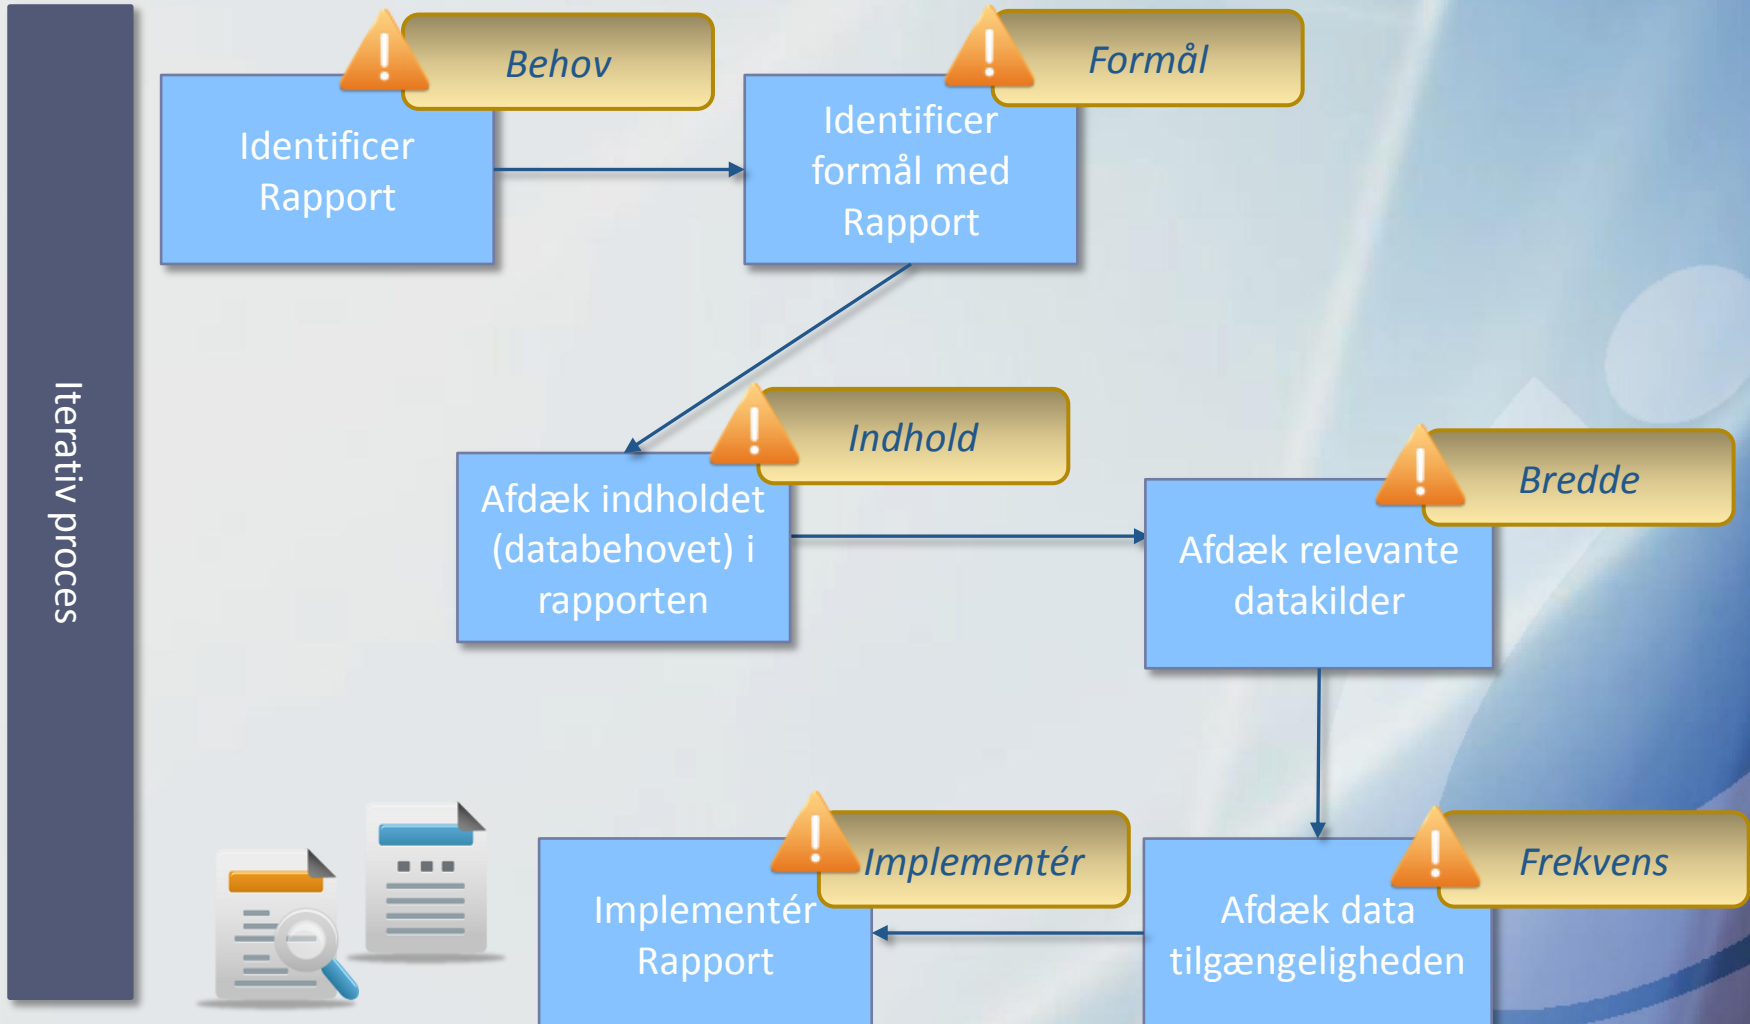 Iterativ proces
Behov
Identificer
Rapport
Formål
Identificer
formål med
Rapport
Indhold
Afdæk indholdet
(databehovet) i
rapporten
Bredde
Afdæk relevante
datakilder
Frekvens
Afdæk data
tilgængeligheden
Implementér
Implementér
Rapport